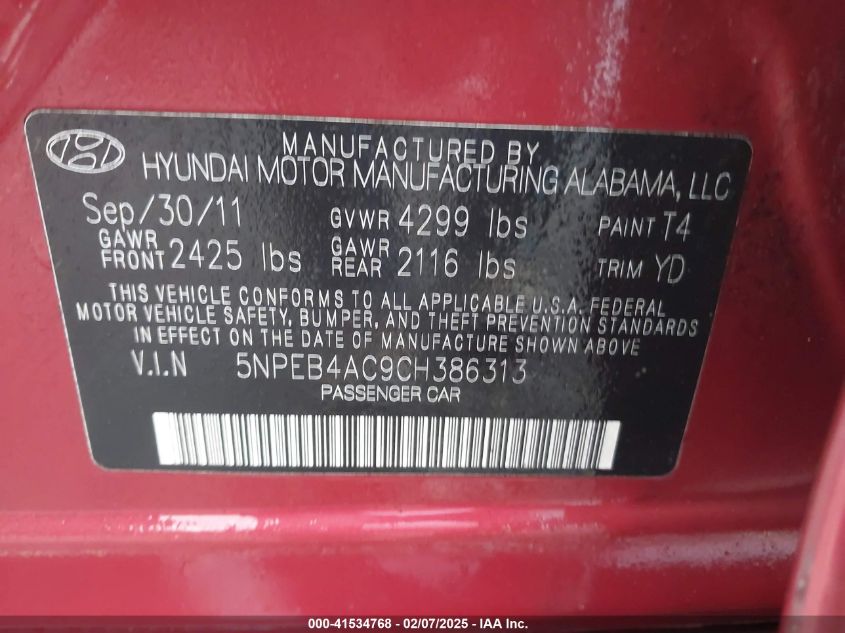 MANUFACTURED BY
HYUNDAI MOTOR MANUFACTURING ALABAMA, LLC
Sep/30/11 GVWR 4299 lbs PAINT T4
GAWR FRONT 2425 lbs GAWR REAR 2116 lbs TRIM YD
THIS VEHICLE CONFORMS TO ALL APPLICABLE U.S.A. FEDERAL
MOTOR VEHICLE SAFETY, BUMPER, AND THEFT PREVENTION STANDARDS
IN EFFECT ON THE DATE OF MANUFACTURE SHOWN ABOVE.
V.I.N 5NPEB4AC9CH386313
PASSENGER CAR
000-41534768 - 02/07/2025 - IAA Inc.